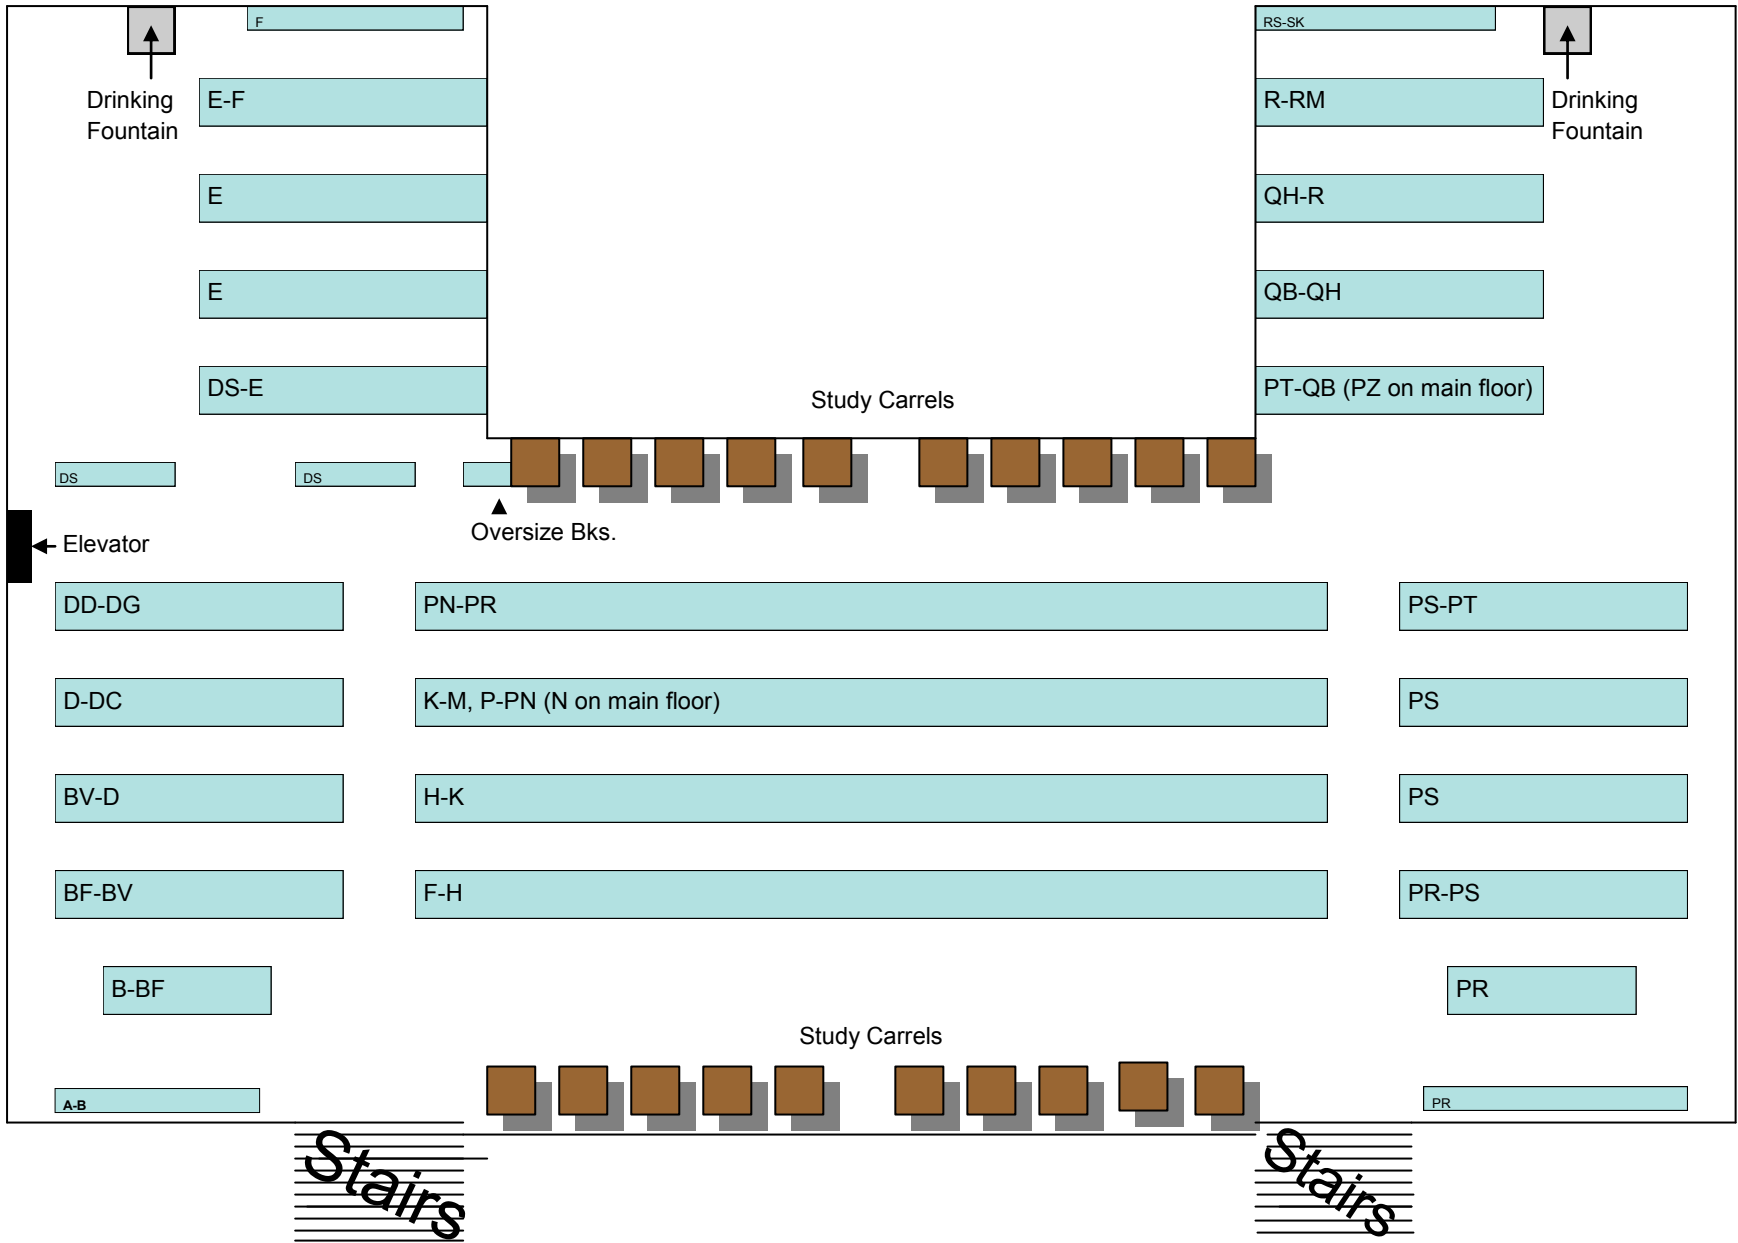 F
RS-SK
Drinking
Fountain
E-F
R-RM
Drinking
Fountain
E
QH-R
E
QB-QH
DS-E
Study Carrels
PT-QB (PZ on main floor)
DS
DS
Oversize Bks.
Elevator
DD-DG
PN-PR
PS-PT
D-DC
K-M, P-PN (N on main floor)
PS
BV-D
H-K
PS
BF-BV
F-H
PR-PS
B-BF
PR
Study Carrels
A-B
PR
Stairs
Stairs